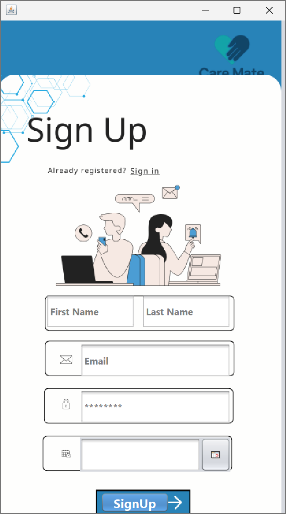 Care Mate
Sign Up
Already registered? Sign in
First Name Last Name
Email
********
SignUp